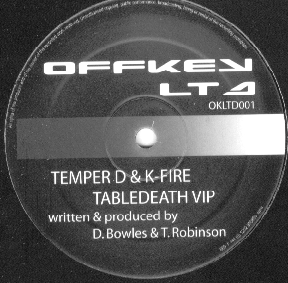 OFFKEY
LTD
OKLTD001
TEMPER D & K-FIRE
TABLEDEATH VIP
written & produced by
D. Bowles & T. Robinson